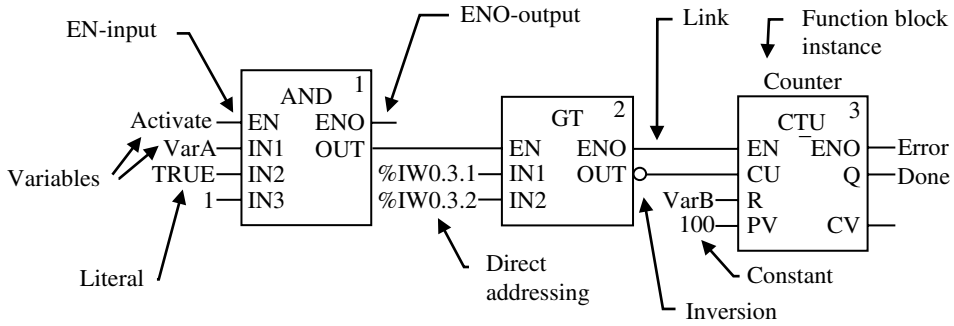 EN-input
ENO-output
Link
Function block
instance
Counter
1
AND
Activate
EN ENO
VarA
IN1 OUT
TRUE
IN2
1
IN3
Variables
Literal
2
GT
EN ENO
%IW0.3.1
IN1 OUT
%IW0.3.2
IN2
Direct
addressing
3
CTU
EN ENO
Error
CU Q
Done
VarB
R
100
PV CV
Constant
Inversion